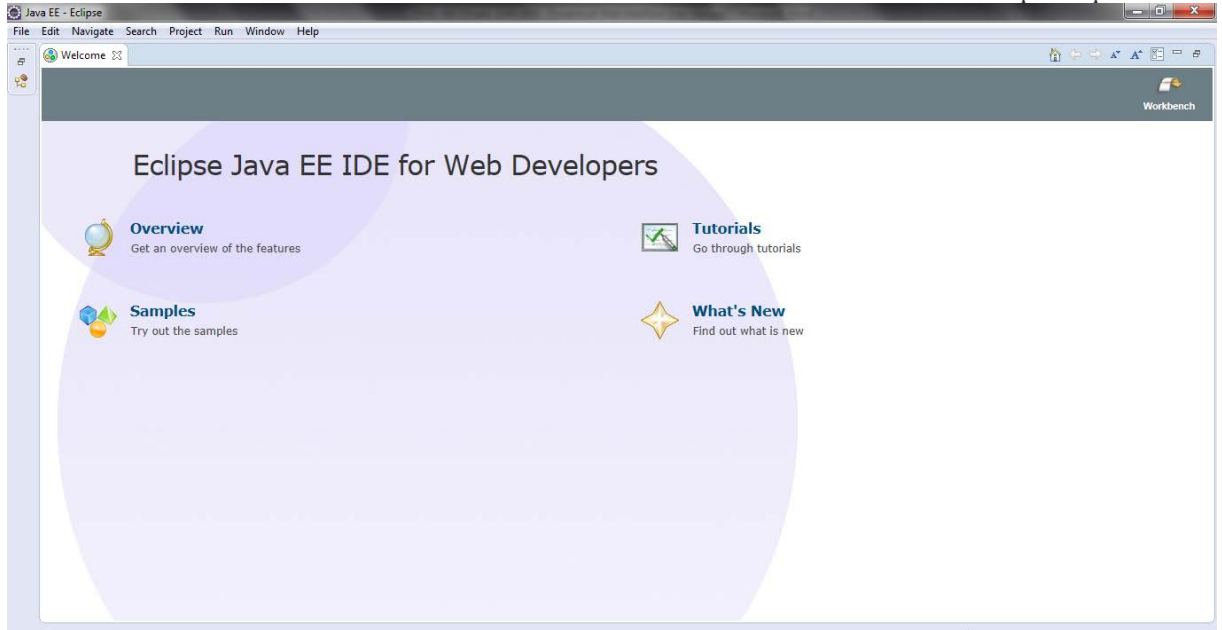 Java EE - Eclipse
File Edit Navigate Search Project Run Window Help
Welcome
Workbench
Eclipse Java EE IDE for Web Developers
Overview
Get an overview of the features
Tutorials
Go through tutorials
Samples
Try out the samples
What's New
Find out what is new